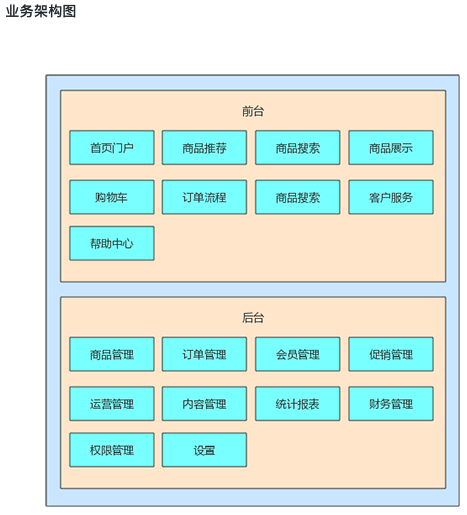 业务架构图
前台
首页门户 商品推荐 商品搜索 商品展示
购物车 订单流程 商品搜索 客户服务
帮助中心
后台
商品管理 订单管理 会员管理 促销管理
运营管理 内容管理 统计报表 财务管理
权限管理 设置